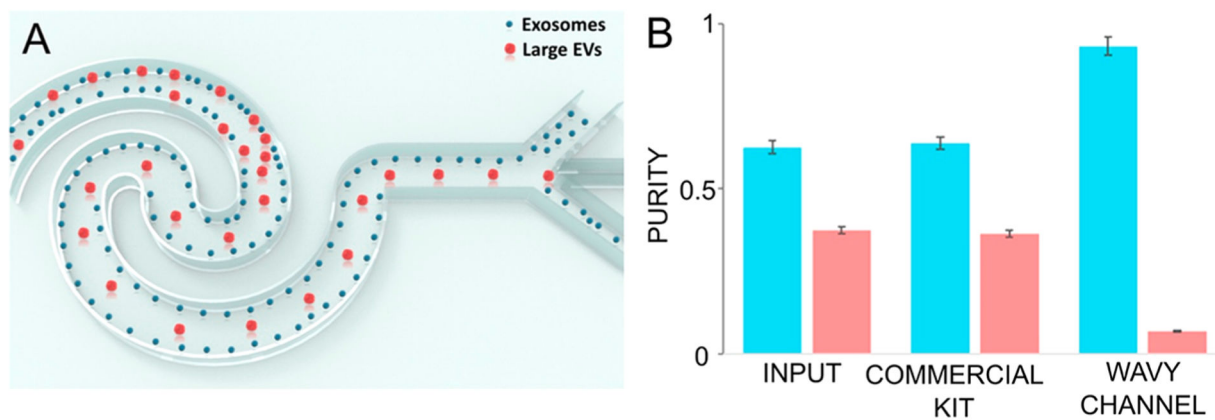 A
Exosomes
Large EVs
B
PURITY
1
0.5
0
INPUT
COMMERCIAL
KIT
WAVY
CHANNEL